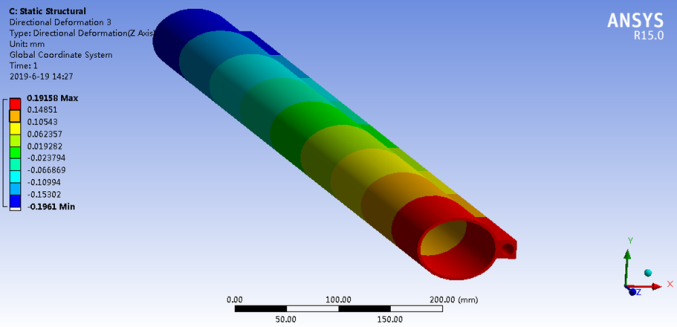 C: Static Structural
Directional Deformation 3
Type: Directional Deformation(Z Axis)
Unit: mm
Global Coordinate System
Time: 1
2019-6-19 14:27
ANSYS
R15.0
0.19158 Max
0.14851
0.10543
0.062357
0.019282
-0.023794
-0.066869
-0.10994
-0.15302
-0.1961 Min
0.00 100.00 200.00 (mm)
50.00 150.00
Y
X
Z